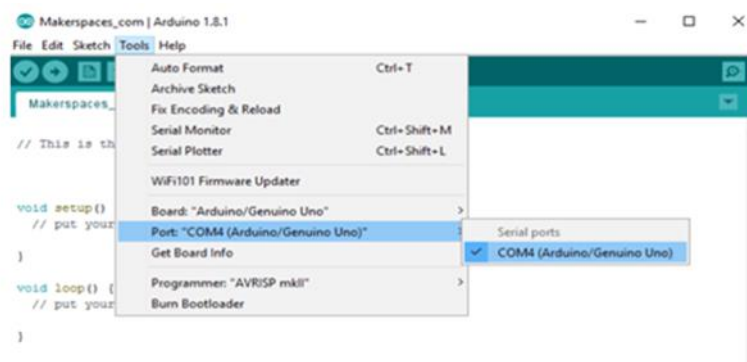 Makerspaces_com | Arduino 1.8.1
File Edit Sketch Tools Help
Auto Format Ctrl+T
Archive Sketch
Makerspaces_
Fix Encoding & Reload
Serial Monitor Ctrl+Shift+M
// This is th
Serial Plotter Ctrl+Shift+L
WiFi101 Firmware Updater
void setup()
Board: "Arduino/Genuino Uno"
// put your
Port: "COM4 (Arduino/Genuino Uno)"
Serial ports
}
Get Board Info
COM4 (Arduino/Genuino Uno)
void loop() {
Programmer: "AVRISP mkII"
// put your
Burn Bootloader
}